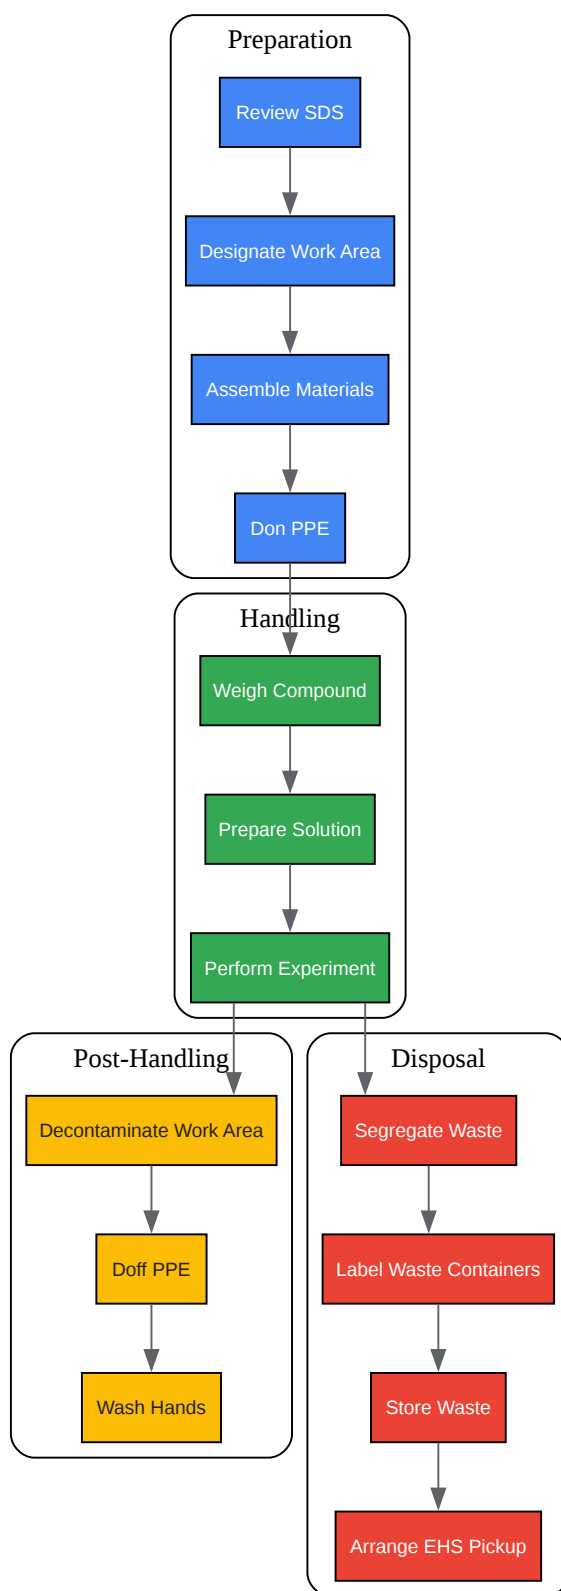 Preparation
Review SDS
Designate Work Area
Assemble Materials
Don PPE
Handling
Weigh Compound
Prepare Solution
Perform Experiment
Post-Handling
Decontaminate Work Area
Doff PPE
Wash Hands
Disposal
Segregate Waste
Label Waste Containers
Store Waste
Arrange EHS Pickup